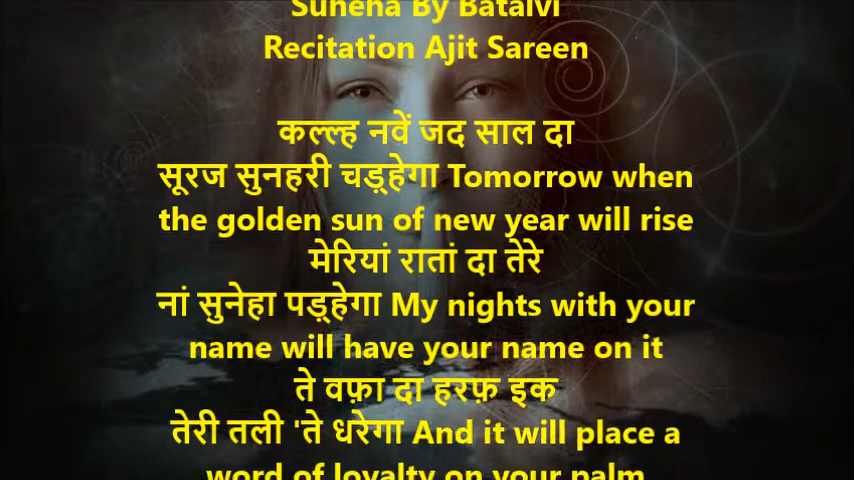 Suneha By Batalvi
Recitation Ajit Sareen
कल्ल्ह नवें जद साल दा
सूरज सुनहरी चड़्हेगा Tomorrow when
the golden sun of new year will rise
मेरियां रातां दा तेरे
नां सुनेहा पड़्हेगा My nights with your
name will have your name on it
ते वफ़ा दा हरफ़ इक
तेरी तली 'ते धरेगा And it will place a
word of loyalty on your palm